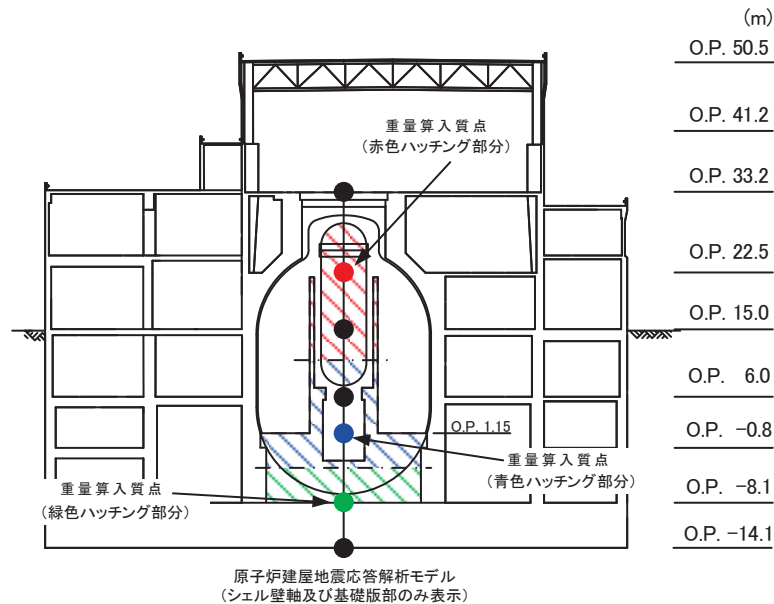 (m)
O.P. 50.5
O.P. 41.2
重量算入質点
(赤色ハッチング部分)
O.P. 33.2
O.P. 22.5
O.P. 15.0
O.P. 6.0
O.P. 1.15
O.P. -0.8
重量算入質点
(青色ハッチング部分)
重量算入質点
(緑色ハッチング部分)
O.P. -8.1
O.P. -14.1
原子炉建屋地震応答解析モデル
(シェル壁軸及び基礎版部のみ表示)